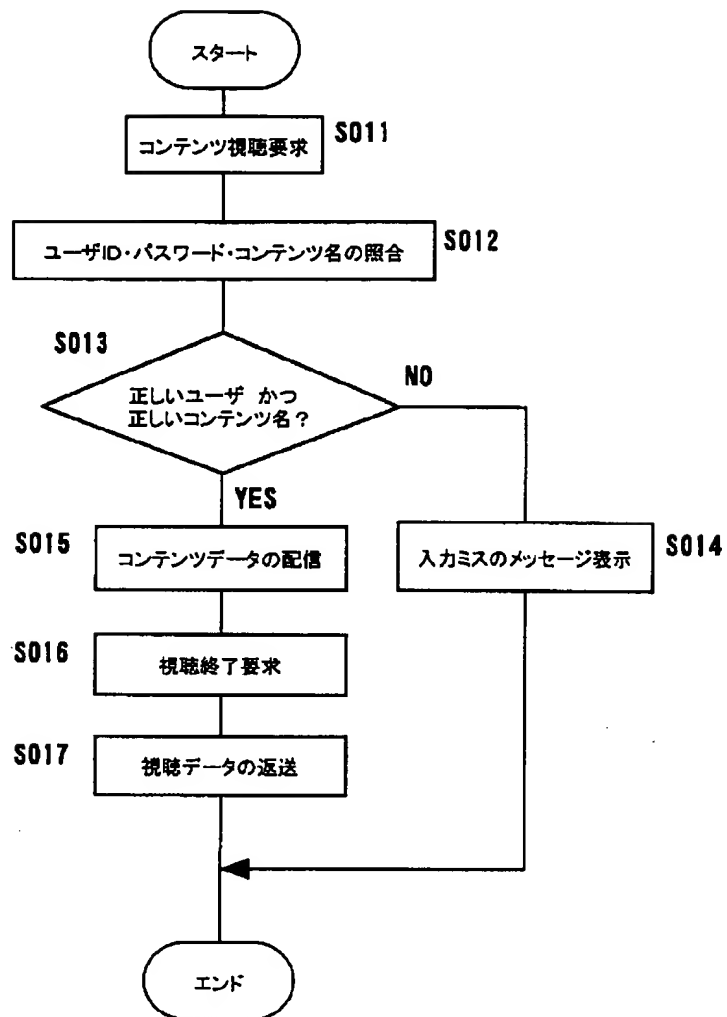 スタート
コンテンツ視聴要求
S011
ユーザID・パスワード・コンテンツ名の照合
S012
S013
正しいユーザ かつ
正しいコンテンツ名？
NO
YES
S015
コンテンツデータの配信
入力ミスのメッセージ表示
S014
S016
視聴終了要求
S017
視聴データの返送
エンド